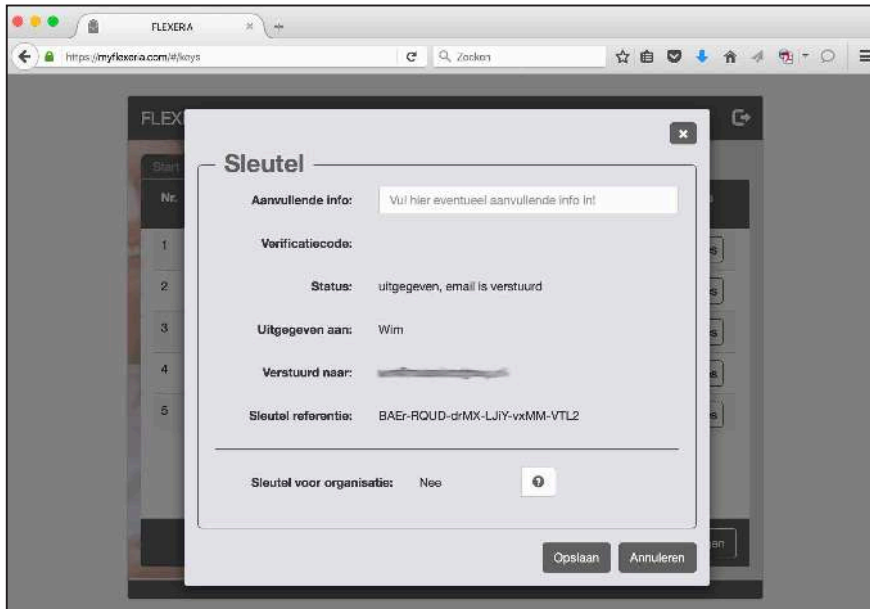 FLEXERIA
https://myflexeria.com/#/keys
Zoeken
FLEX
Start
Nr.
1
2
3
4
5
Sleutel
Aanvullende info:
Vul hier eventueel aanvullende info in!
Verificatiecode:
Status: uitgegeven, email is verstuurd
Uitgegeven aan: Wim
Verstuurd naar:
Sleutel referentie: BAEr-RQUD-drMX-LJiY-vxMM-VTL2
Sleutel voor organisatie: Nee
Opslaan
Annuleren